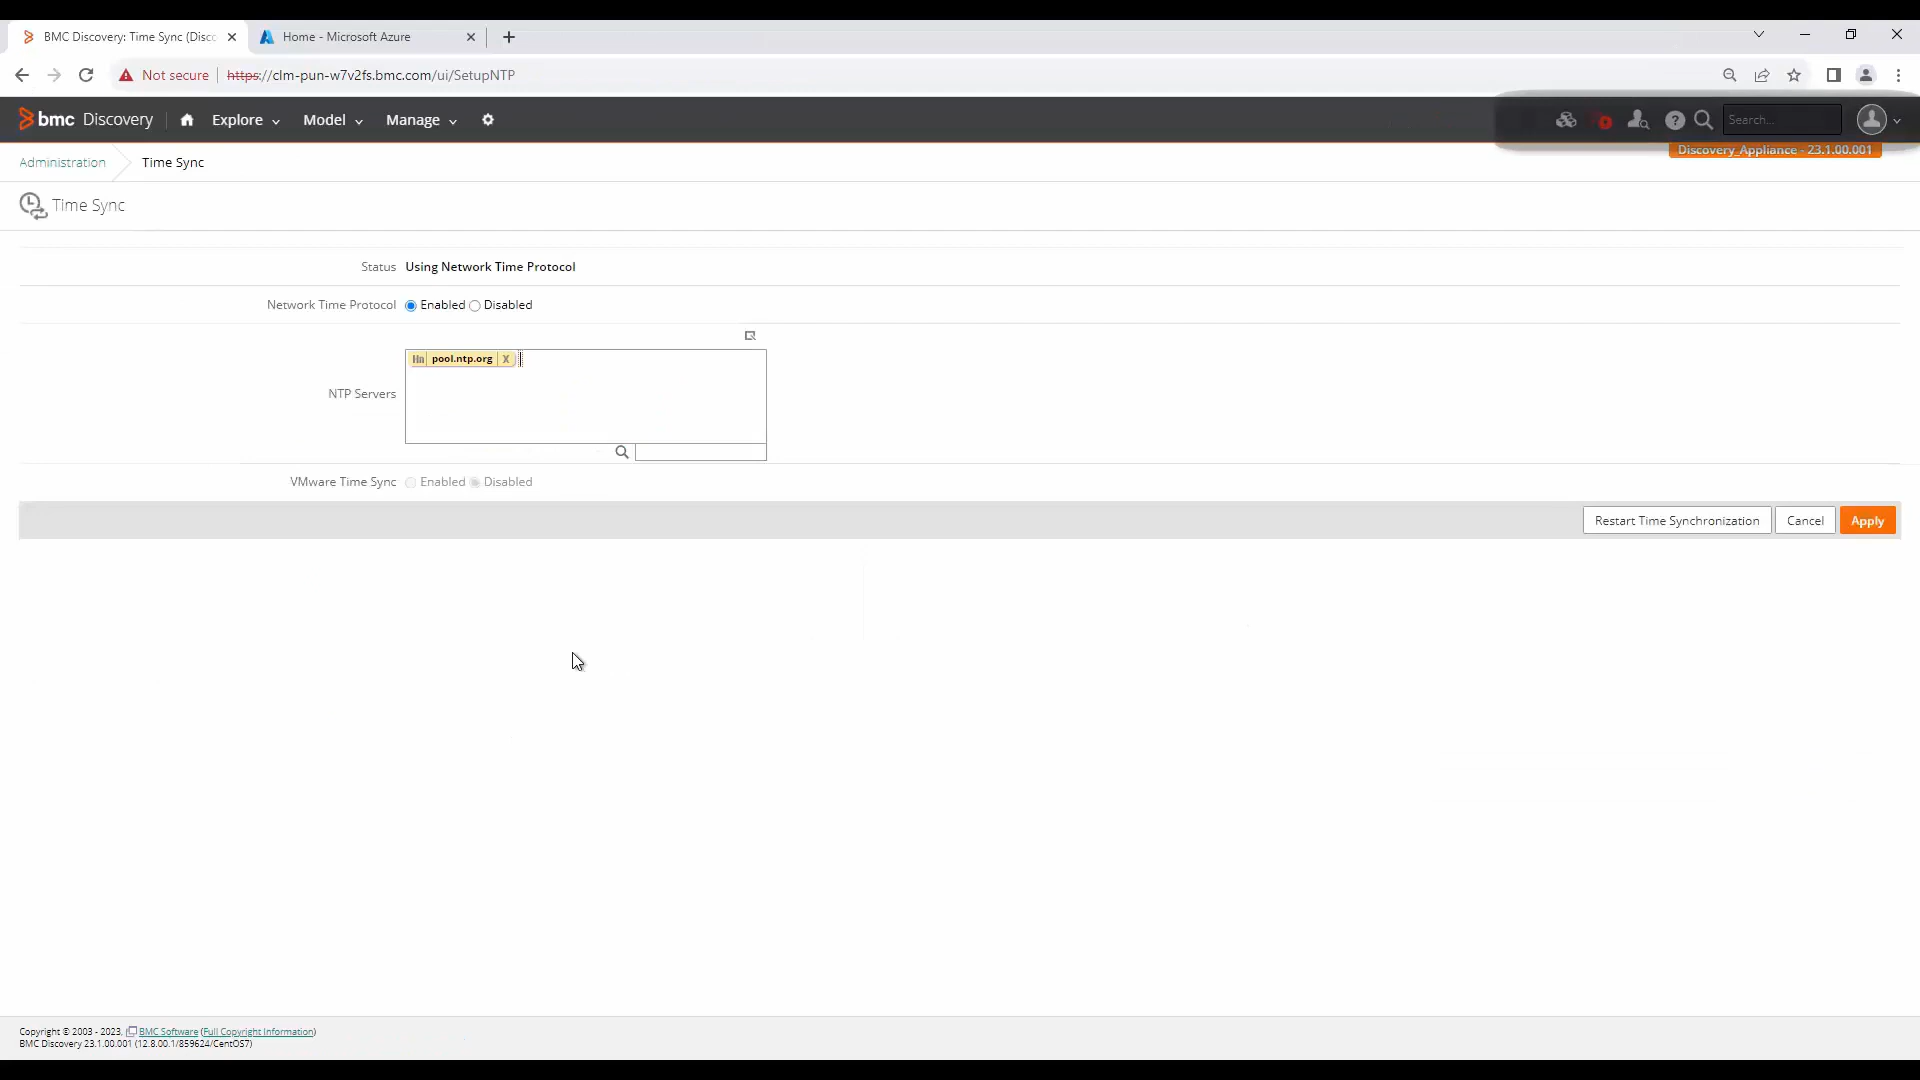 BMC Discovery: Time Sync (Disco
Home - Microsoft Azure
Not secure
https://clm-pun-w7v2fs.bmc.com/ui/SetupNTP
bmc Discovery
Explore
Model
Manage
Search...
Administration
Time Sync
Discovery_Appliance - 23.1.00.001
Time Sync
Status Using Network Time Protocol
Network Time Protocol Enabled Disabled
Hn pool.ntp.org X
NTP Servers
VMware Time Sync Enabled Disabled
Restart Time Synchronization Cancel Apply
Copyright © 2003 - 2023, BMC Software (Full Copyright Information)
BMC Discovery 23.1.00.001 (12.8.00.1/859624/CentOS7)